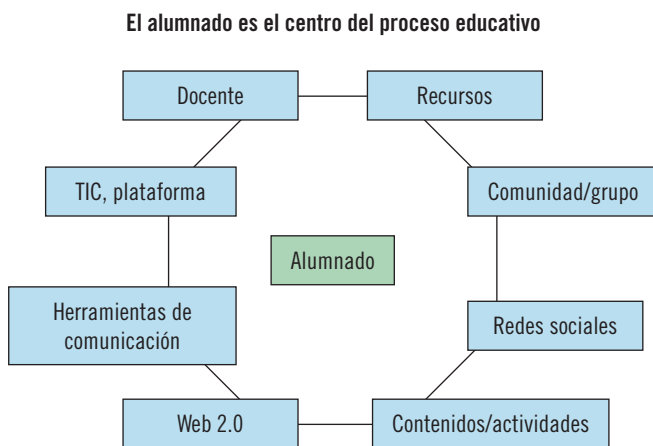 El alumnado es el centro del proceso educativo
Docente
Recursos
TIC, plataforma
Comunidad/grupo
Alumnado
Herramientas de
comunicación
Redes sociales
Web 2.0
Contenidos/actividades